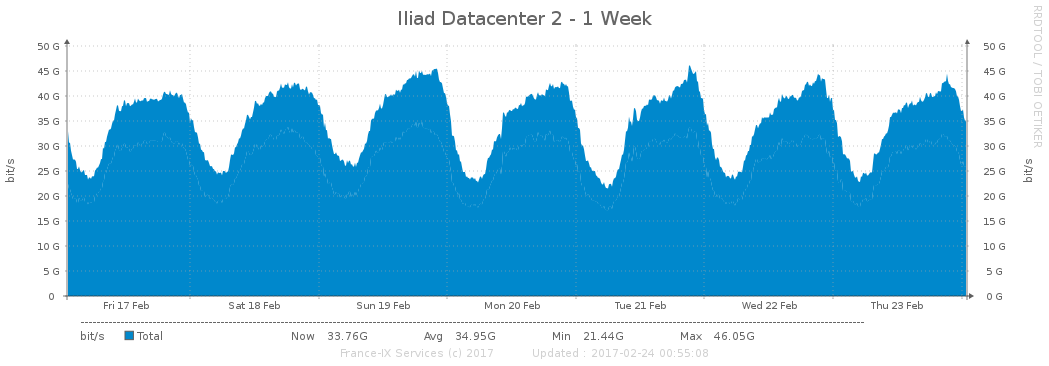 Iliad Datacenter 2 - 1 Week
RRDTOOL / TOBI OETIKER
50 G 50 G
45 G 45 G
40 G 40 G
35 G 35 G
30 G 30 G
25 G 25 G
20 G 20 G
15 G 15 G
10 G 10 G
5 G 5 G
0 0 G
bit/s bit/s
Fri 17 Feb Sat 18 Feb Sun 19 Feb Mon 20 Feb Tue 21 Feb Wed 22 Feb Thu 23 Feb
bit/s Total Now 33.76G Avg 34.95G Min 21.44G Max 46.05G
France-IX Services (c) 2017 Updated : 2017-02-24 00:55:08